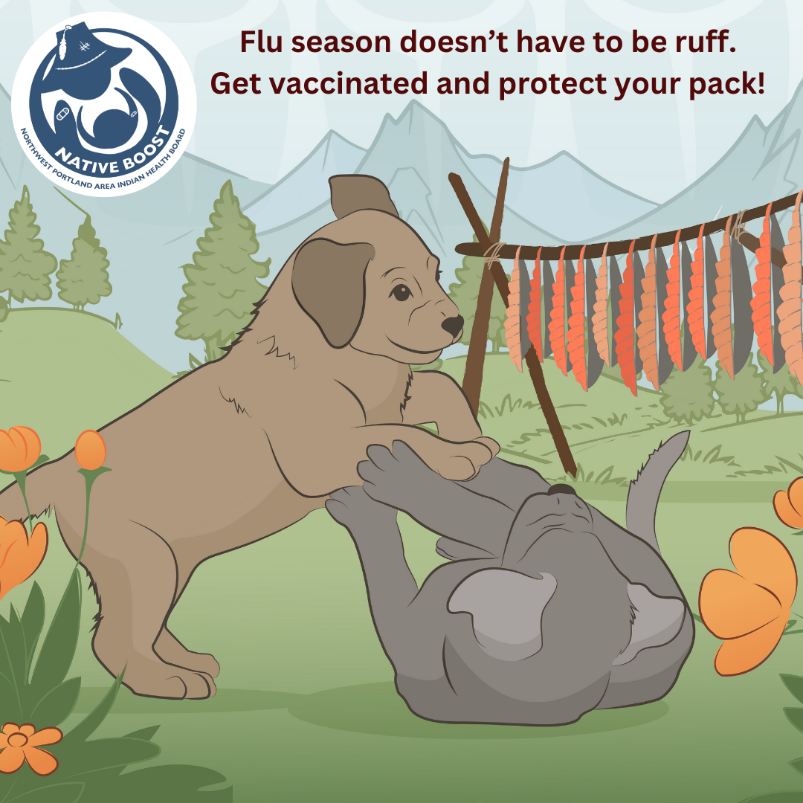 Flu season doesn’t have to be ruff.
Get vaccinated and protect your pack!
NATIVE BOOST
NORTHWEST PORTLAND AREA INDIAN HEALTH BOARD